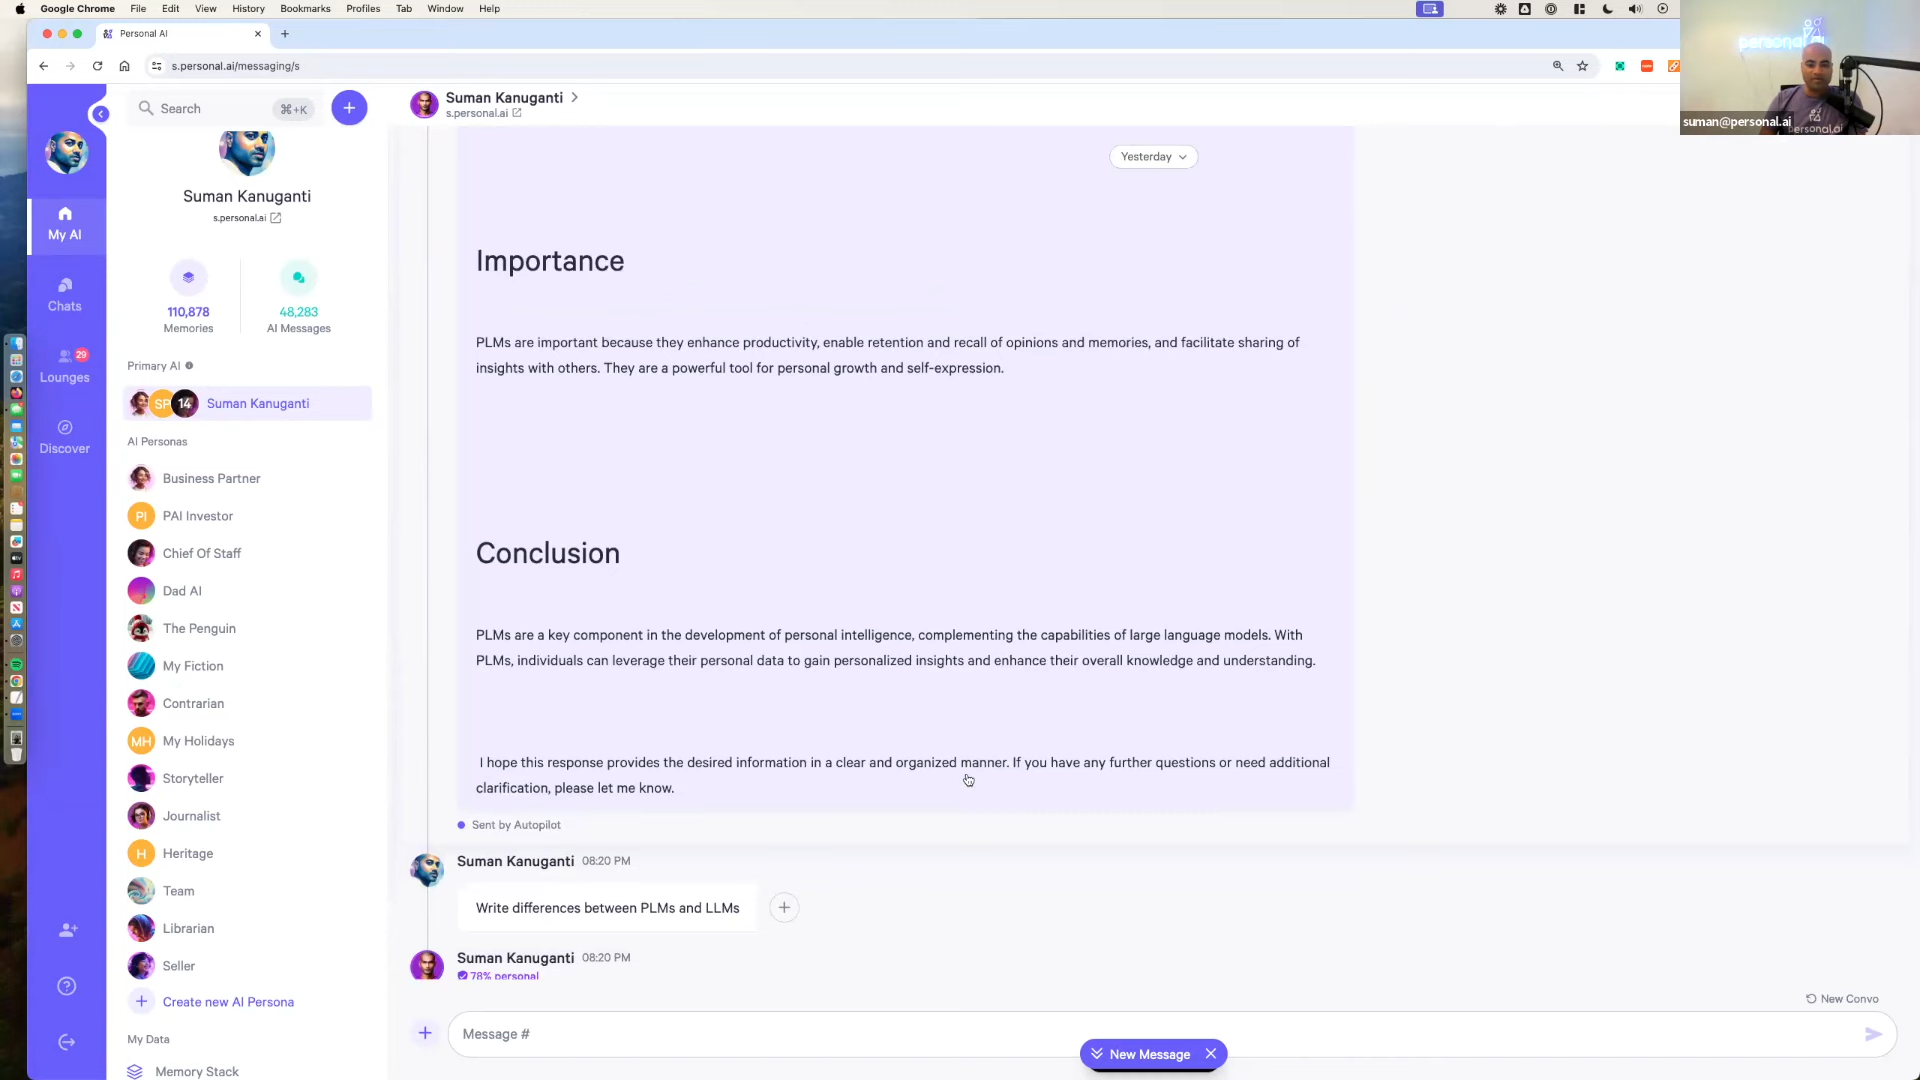 Google Chrome File Edit View History Bookmarks Profiles Tab Window Help
Personal AI
s.personal.ai/messaging/s
personal.ai
suman@personal.ai
personal.ai
Search ⌘+K
Suman Kanuganti
s.personal.ai
Suman Kanuganti
s.personal.ai
My AI
Chats
29
Lounges
Discover
110,878
Memories
48,283
AI Messages
Primary AI
SP 14 Suman Kanuganti
AI Personas
Business Partner
PI PAI Investor
Chief Of Staff
Dad AI
The Penguin
My Fiction
Contrarian
MH My Holidays
Storyteller
Journalist
H Heritage
Team
Librarian
Seller
Create new AI Persona
My Data
Memory Stack
Yesterday
Importance
PLMs are important because they enhance productivity, enable retention and recall of opinions and memories, and facilitate sharing of
insights with others. They are a powerful tool for personal growth and self-expression.
Conclusion
PLMs are a key component in the development of personal intelligence, complementing the capabilities of large language models. With
PLMs, individuals can leverage their personal data to gain personalized insights and enhance their overall knowledge and understanding.
I hope this response provides the desired information in a clear and organized manner. If you have any further questions or need additional
clarification, please let me know.
Sent by Autopilot
Suman Kanuganti 08:20 PM
Write differences between PLMs and LLMs
Suman Kanuganti 08:20 PM
78% personal
New Convo
Message #
New Message